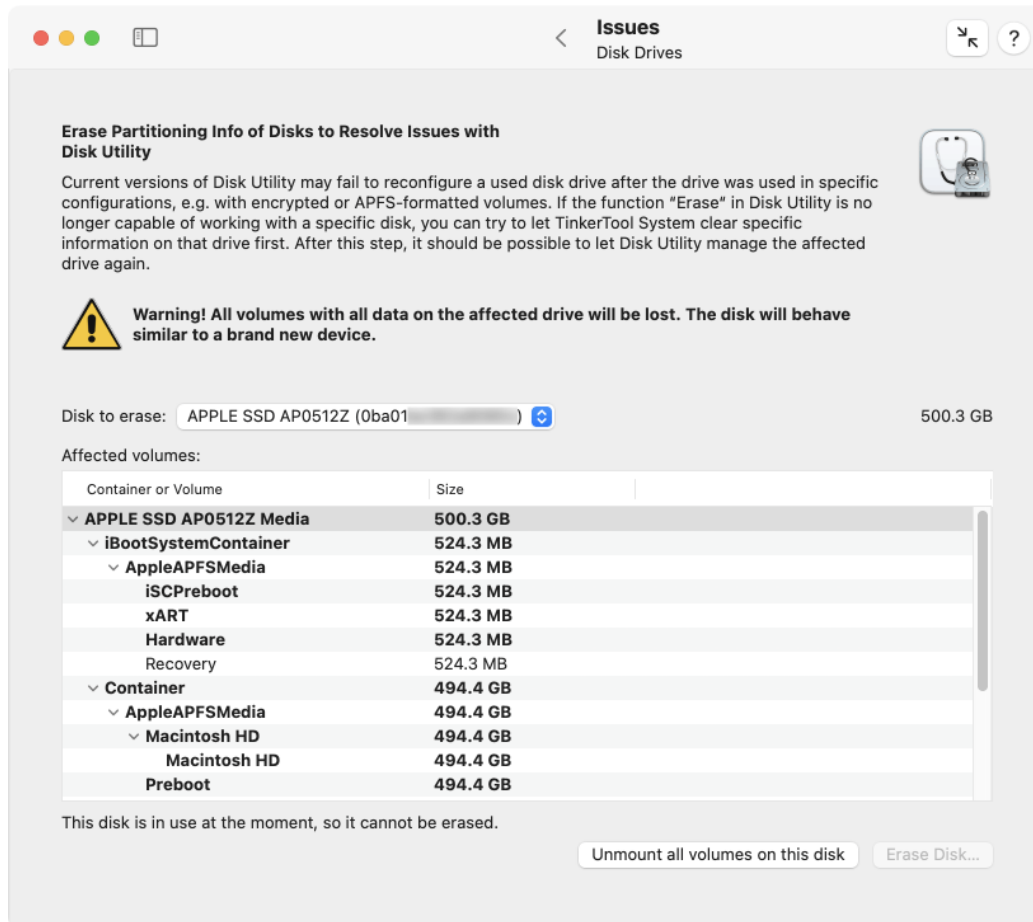 Issues
Disk Drives
?
Erase Partitioning Info of Disks to Resolve Issues with
Disk Utility
Current versions of Disk Utility may fail to reconfigure a used disk drive after the drive was used in specific
configurations, e.g. with encrypted or APFS-formatted volumes. If the function “Erase” in Disk Utility is no
longer capable of working with a specific disk, you can try to let TinkerTool System clear specific
information on that drive first. After this step, it should be possible to let Disk Utility manage the affected
drive again.
Warning! All volumes with all data on the affected drive will be lost. The disk will behave
similar to a brand new device.
Disk to erase: APPLE SSD AP0512Z (0ba01 ) 500.3 GB
Affected volumes:
Container or Volume Size
APPLE SSD AP0512Z Media 500.3 GB
iBootSystemContainer 524.3 MB
AppleAPFSMedia 524.3 MB
iSCPreboot 524.3 MB
xART 524.3 MB
Hardware 524.3 MB
Recovery 524.3 MB
Container 494.4 GB
AppleAPFSMedia 494.4 GB
Macintosh HD 494.4 GB
Macintosh HD 494.4 GB
Preboot 494.4 GB
This disk is in use at the moment, so it cannot be erased.
Unmount all volumes on this disk Erase Disk...